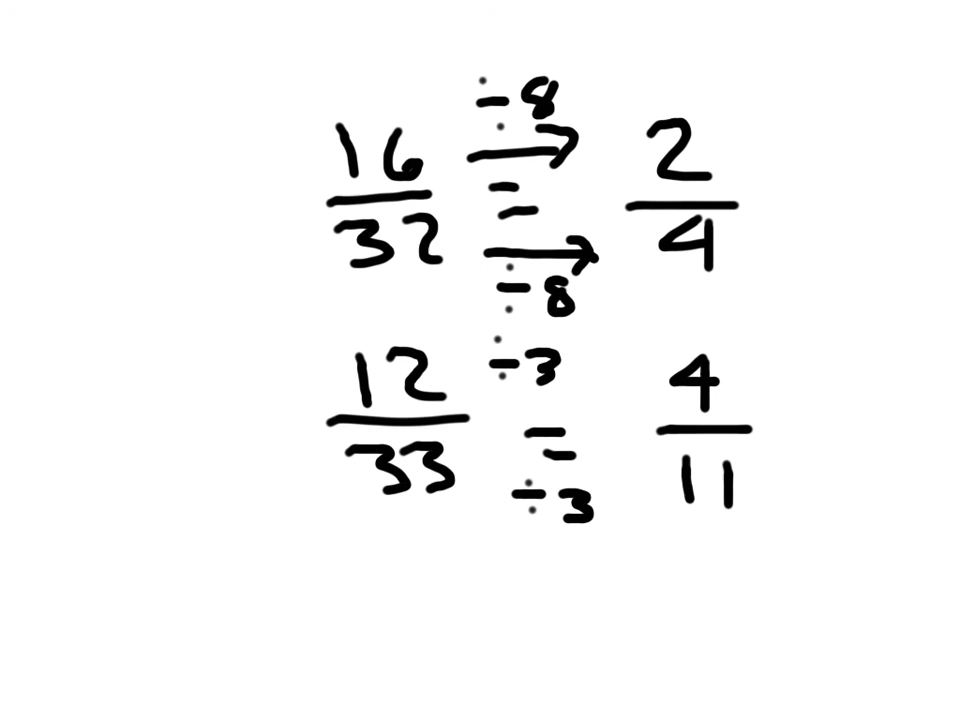 ÷8
16/32 = 2/4
÷8
÷3
12/33 = 4/11
÷3